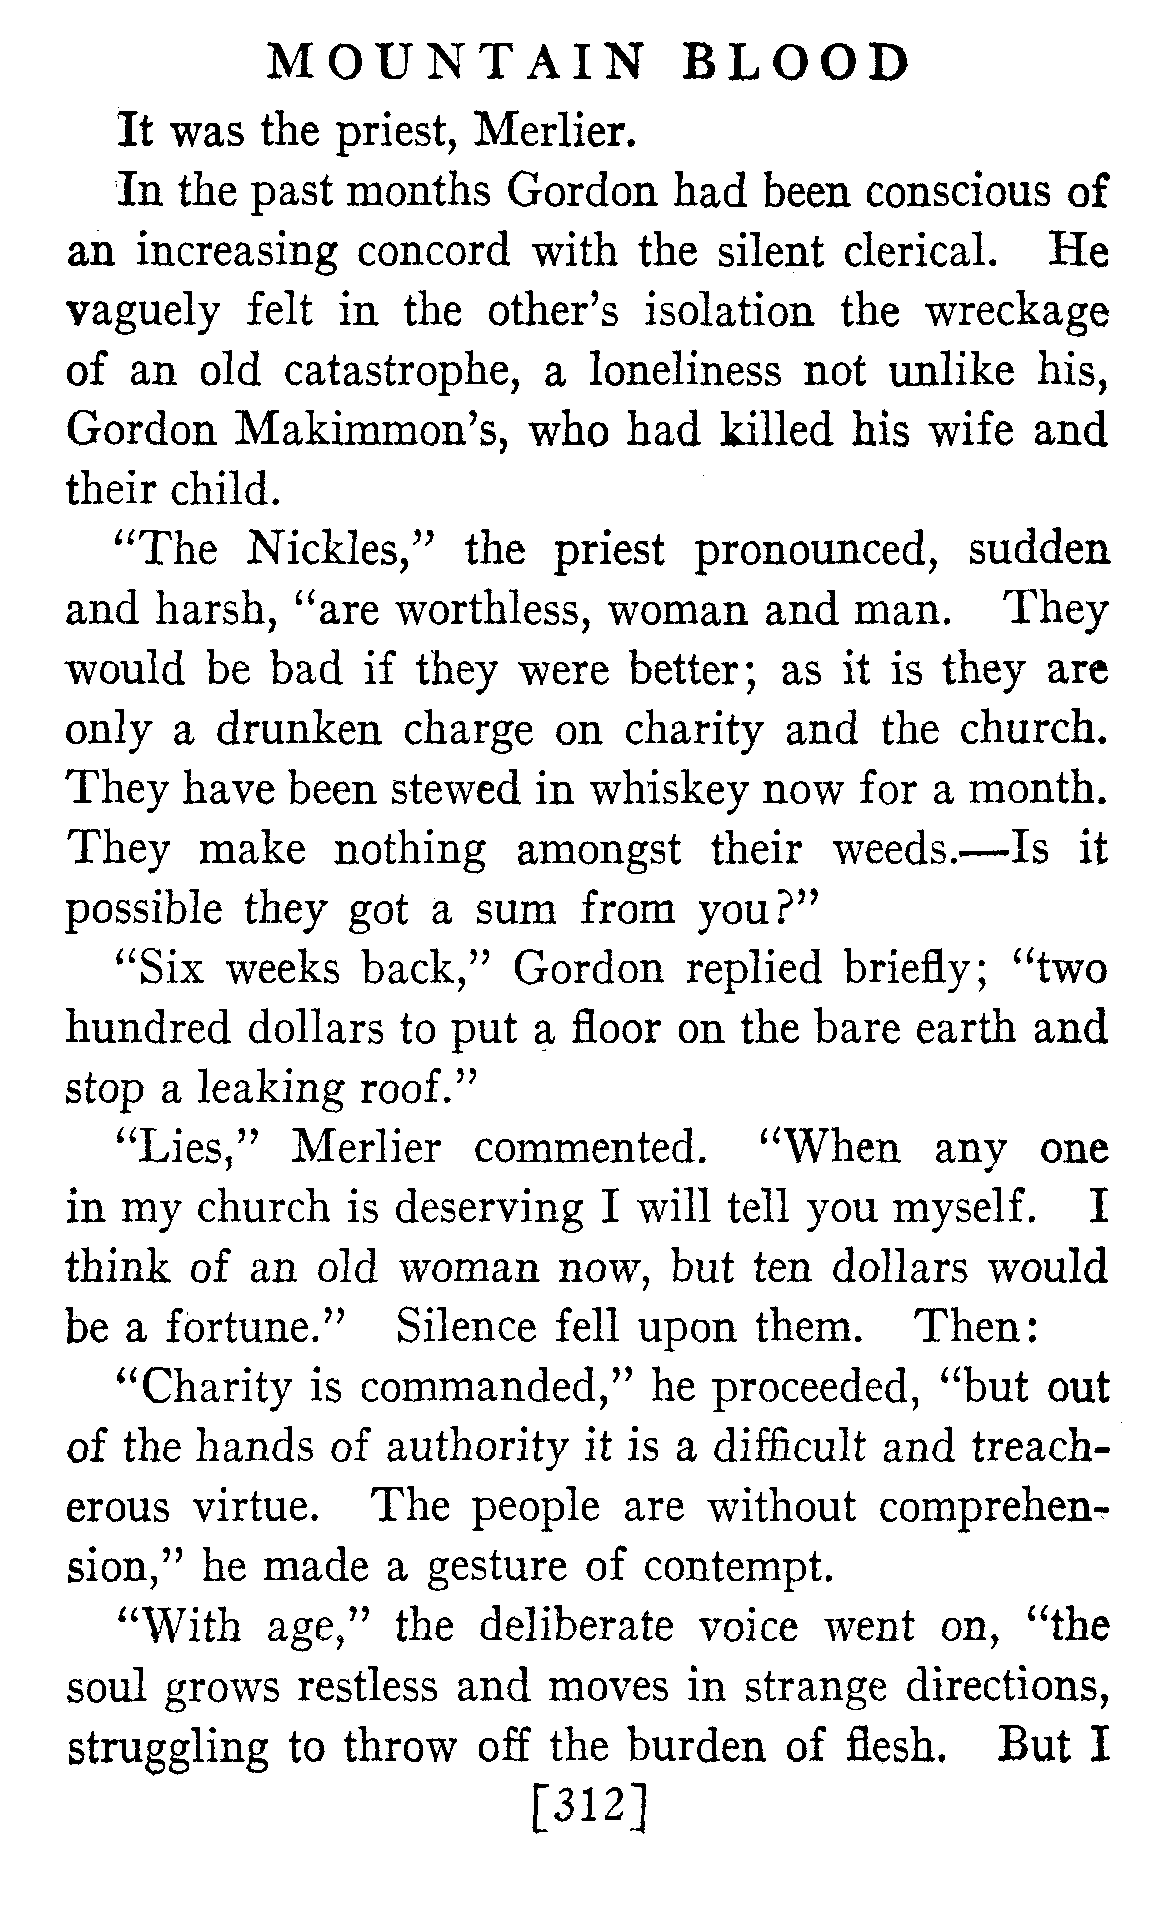 MOUNTAIN BLOOD
It was the priest, Merlier.
In the past months Gordon had been conscious of
an increasing concord with the silent clerical. He
vaguely felt in the other's isolation the wreckage
of an old catastrophe, a loneliness not unlike his,
Gordon Makimmon's, who had killed his wife and
their child.
"The Nickles," the priest pronounced, sudden
and harsh, "are worthless, woman and man. They
would be bad if they were better; as it is they are
only a drunken charge on charity and the church.
They have been stewed in whiskey now for a month.
They make nothing amongst their weeds.—Is it
possible they got a sum from you?"
"Six weeks back," Gordon replied briefly; "two
hundred dollars to put a floor on the bare earth and
stop a leaking roof."
"Lies," Merlier commented. "When any one
in my church is deserving I will tell you myself. I
think of an old woman now, but ten dollars would
be a fortune." Silence fell upon them. Then:
"Charity is commanded," he proceeded, "but out
of the hands of authority it is a difficult and treach-
erous virtue. The people are without comprehen-
sion," he made a gesture of contempt.
"With age," the deliberate voice went on, "the
soul grows restless and moves in strange directions,
struggling to throw off the burden of flesh. But I
[312]